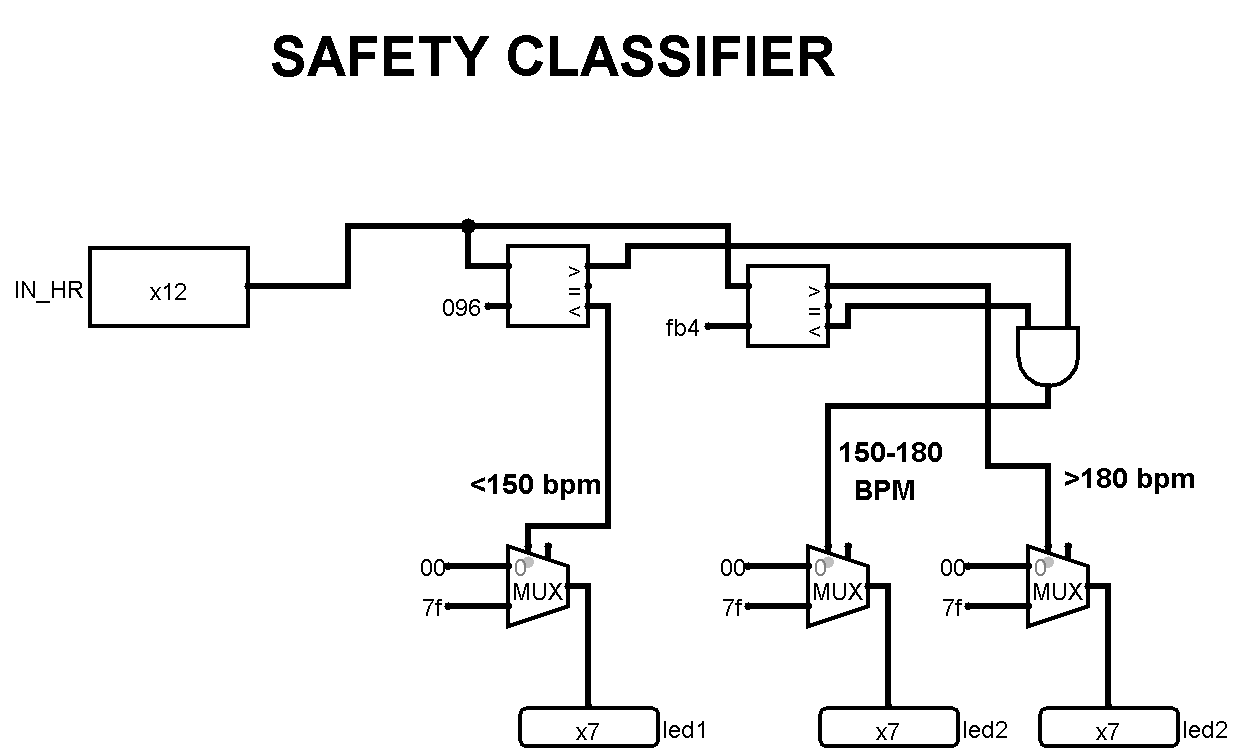 SAFETY CLASSIFIER
IN_HR
x12
096
>
=
<
fb4
>
=
<
<150 bpm
150-180
BPM
>180 bpm
00
0
MUX
7f
00
0
MUX
7f
00
0
MUX
7f
x7
led1
x7
led2
x7
led2